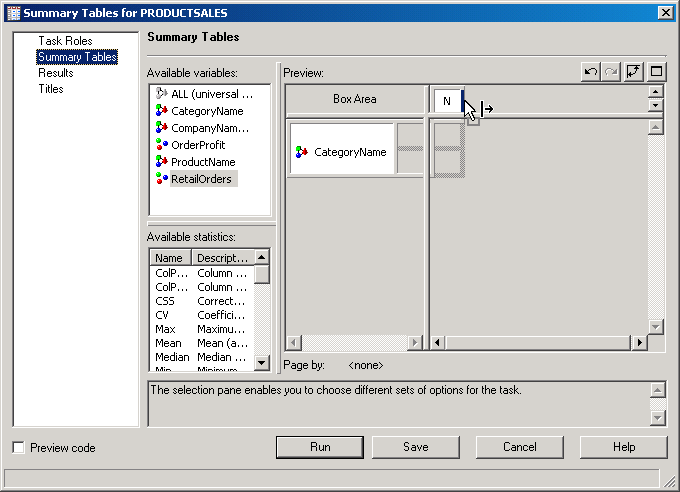 Summary Tables for PRODUCTSALES
Task Roles
Summary Tables
Results
Titles
Summary Tables
Available variables:
ALL (universal ...
CategoryName
CompanyNam...
OrderProfit
ProductName
RetailOrders
Available statistics:
Name Descript...
ColP... Column ...
ColP... Column ...
CSS Correct...
CV Coeffici...
Max Maximu...
Mean Mean (a...
Median Median ...
Min Minimum
Preview:
Box Area
N
CategoryName
Page by: <none>
The selection pane enables you to choose different sets of options for the task.
Preview code
Run
Save
Cancel
Help